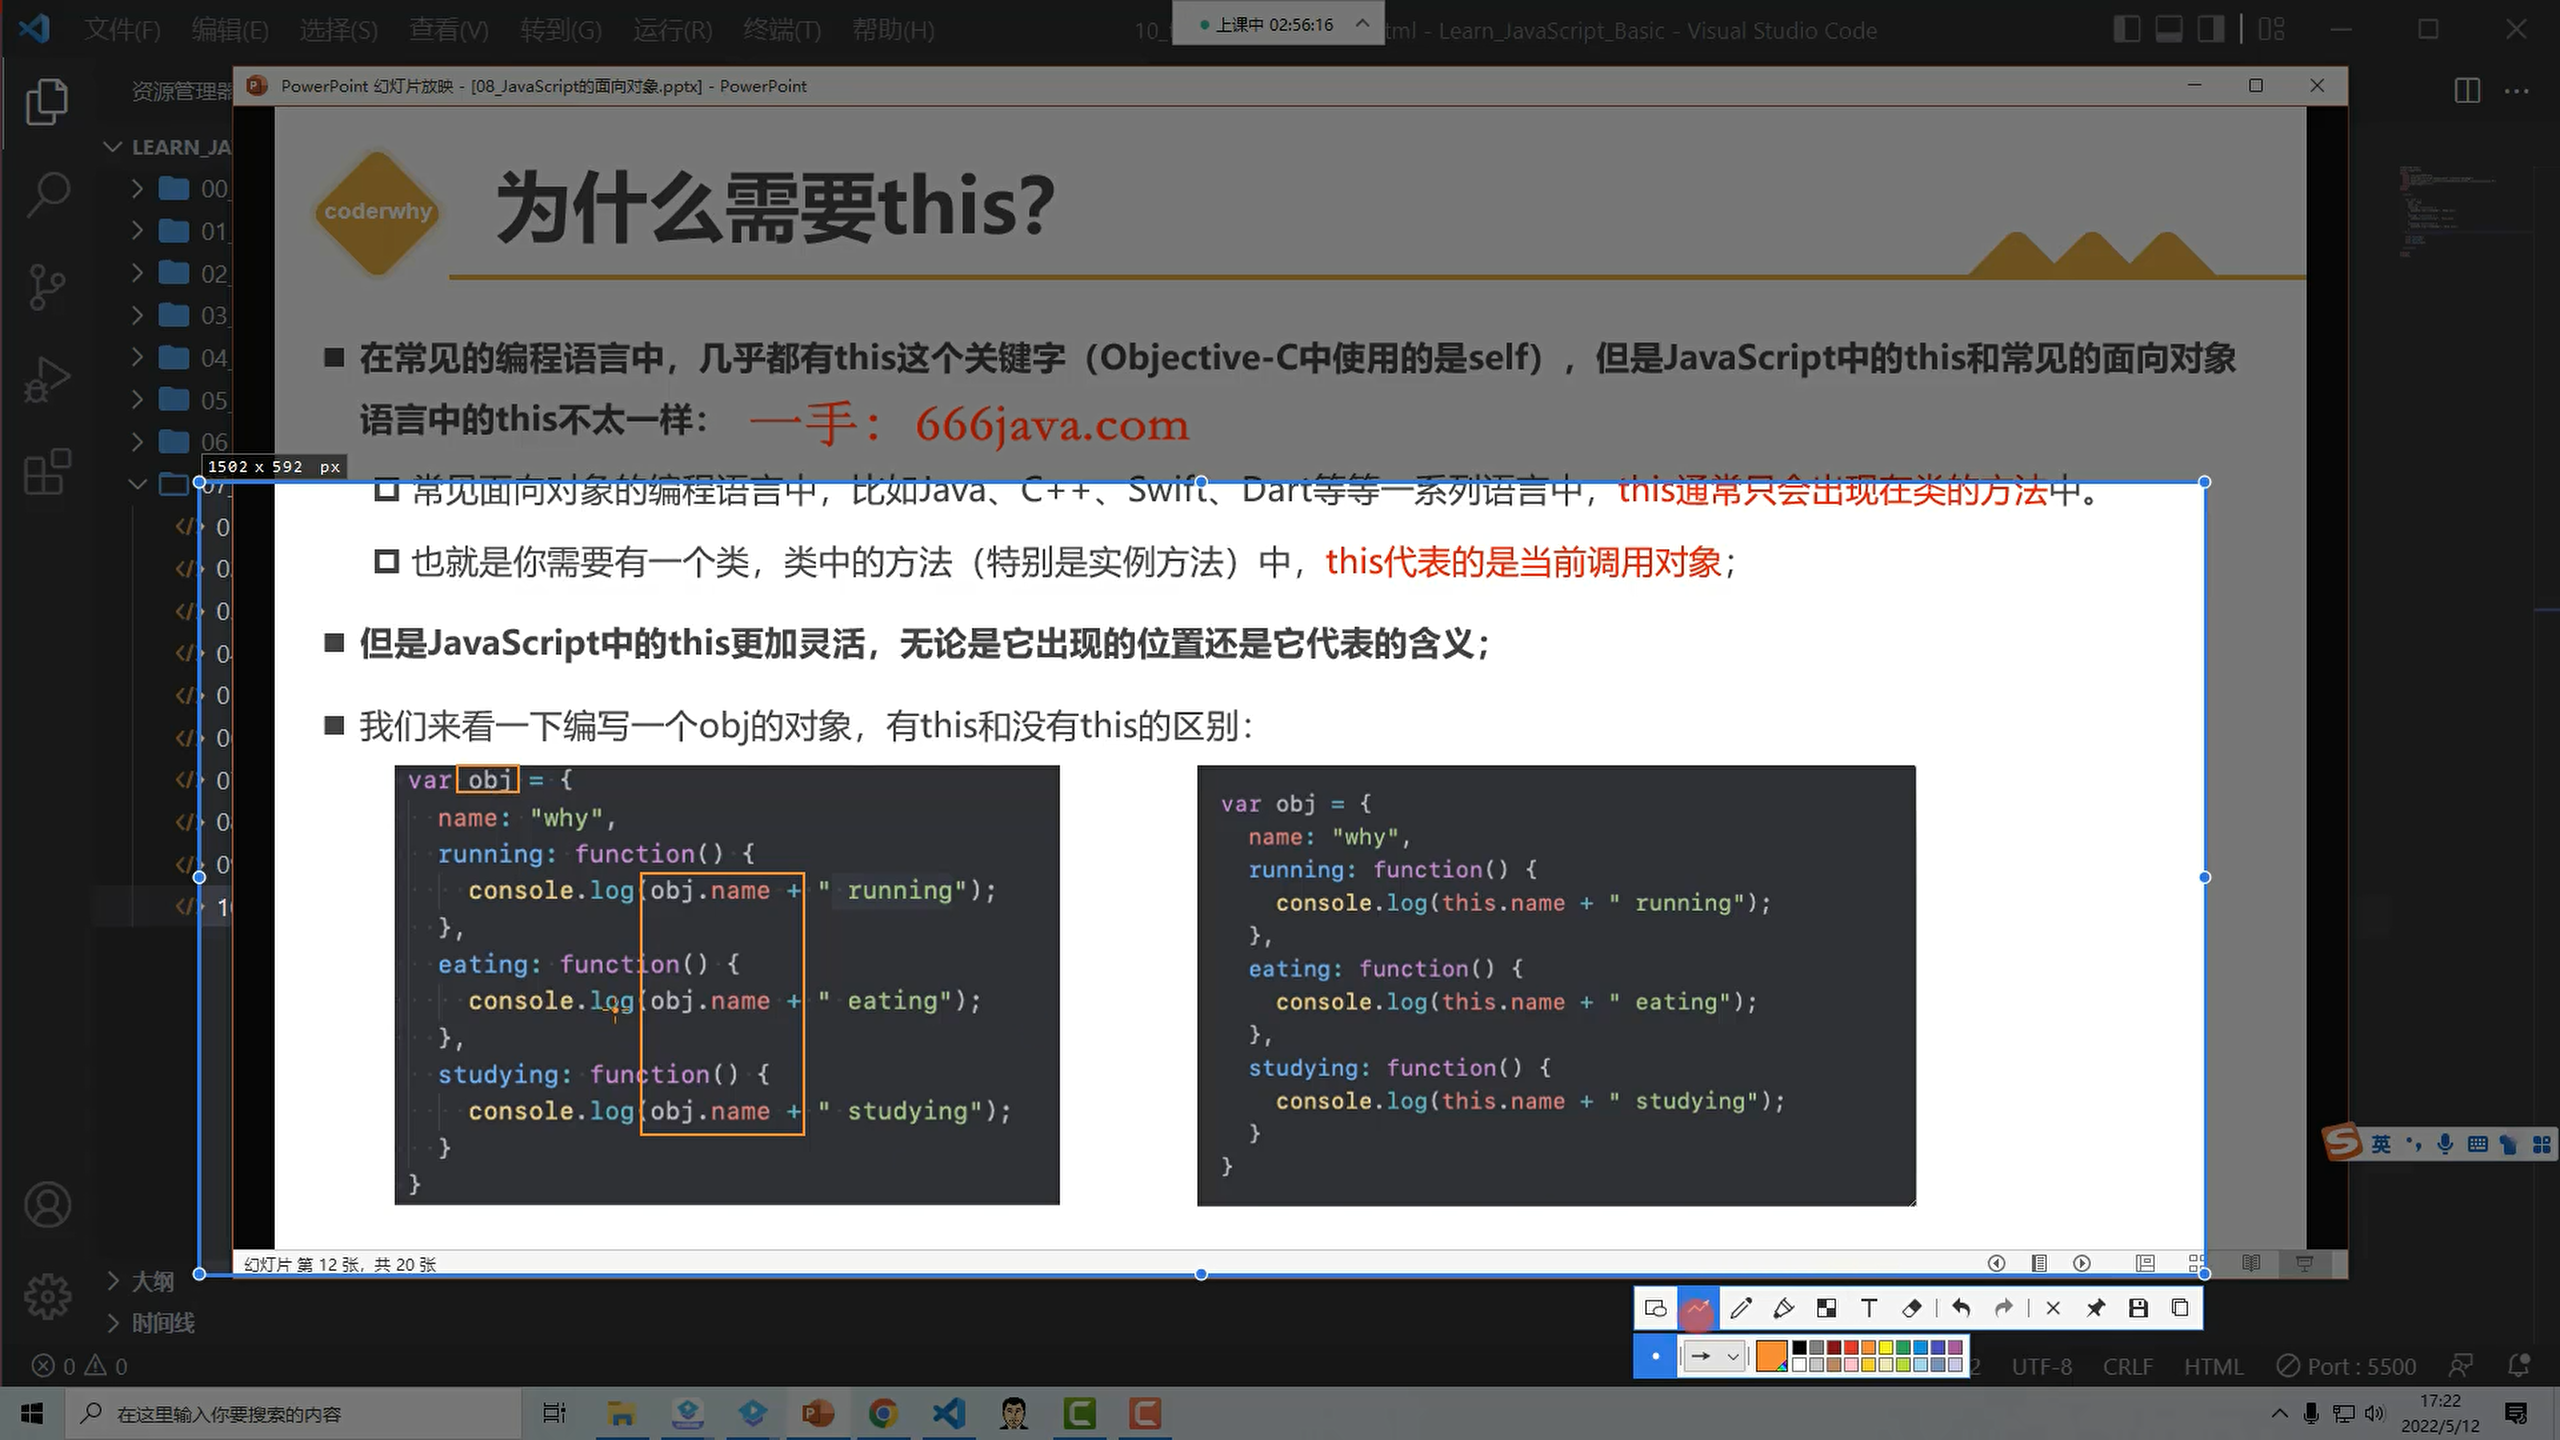 文件(F) 编辑(E) 选择(S) 查看(V) 转到(G) 运行(R) 终端(T) 帮助(H)
上课中 02:56:16
tml - Learn_JavaScript_Basic - Visual Studio Code
资源管理器
PowerPoint 幻灯片放映 - [08_JavaScript的面向对象.pptx] - PowerPoint
LEARN_JA
00_
01_
02_
03_
04_
05_
06_
07_
coderwhy
为什么需要this?
在常见的编程语言中，几乎都有this这个关键字（Objective-C中使用的是self），但是JavaScript中的this和常见的面向对象
语言中的this不太一样：
一手：666java.com
1502 x 592 px
常见面向对象的编程语言中，比如Java、C++、Swift、Dart等等一系列语言中，this通常只会出现在类的方法中。
也就是你需要有一个类，类中的方法（特别是实例方法）中，this代表的是当前调用对象；
但是JavaScript中的this更加灵活，无论是它出现的位置还是它代表的含义；
我们来看一下编写一个obj的对象，有this和没有this的区别：
var obj = {
name: "why",
running: function() {
console.log(obj.name + " running");
},
eating: function() {
console.log(obj.name + " eating");
},
studying: function() {
console.log(obj.name + " studying");
}
}
var obj = {
name: "why",
running: function() {
console.log(this.name + " running");
},
eating: function() {
console.log(this.name + " eating");
},
studying: function() {
console.log(this.name + " studying");
}
}
幻灯片 第 12 张，共 20 张
英
大纲
时间线
0 0
UTF-8 CRLF HTML Port : 5500
在这里输入你要搜索的内容
17:22
2022/5/12